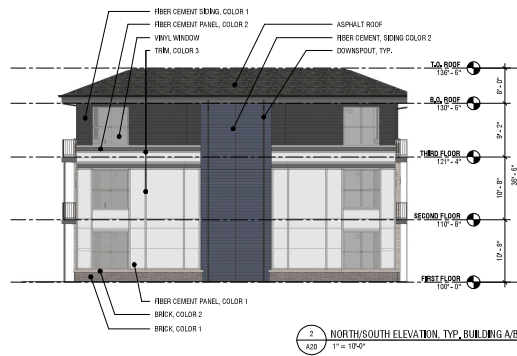 FIBER CEMENT SIDING, COLOR 1
FIBER CEMENT PANEL, COLOR 2
VINYL WINDOW
TRIM, COLOR 3
ASPHALT ROOF
FIBER CEMENT, SIDING COLOR 2
DOWNSPOUT, TYP.
T.O. ROOF
136'- 6"
6'- 0"
B.O. ROOF
130'- 6"
9'- 2"
THIRD FLOOR
121'- 4"
10'- 8"
36'- 6"
SECOND FLOOR
110'- 8"
10'- 8"
FIRST FLOOR
100'- 0"
FIBER CEMENT PANEL, COLOR 1
BRICK, COLOR 2
BRICK, COLOR 1
2
A20
NORTH/SOUTH ELEVATION, TYP. BUILDING A/B
1" = 10'-0"